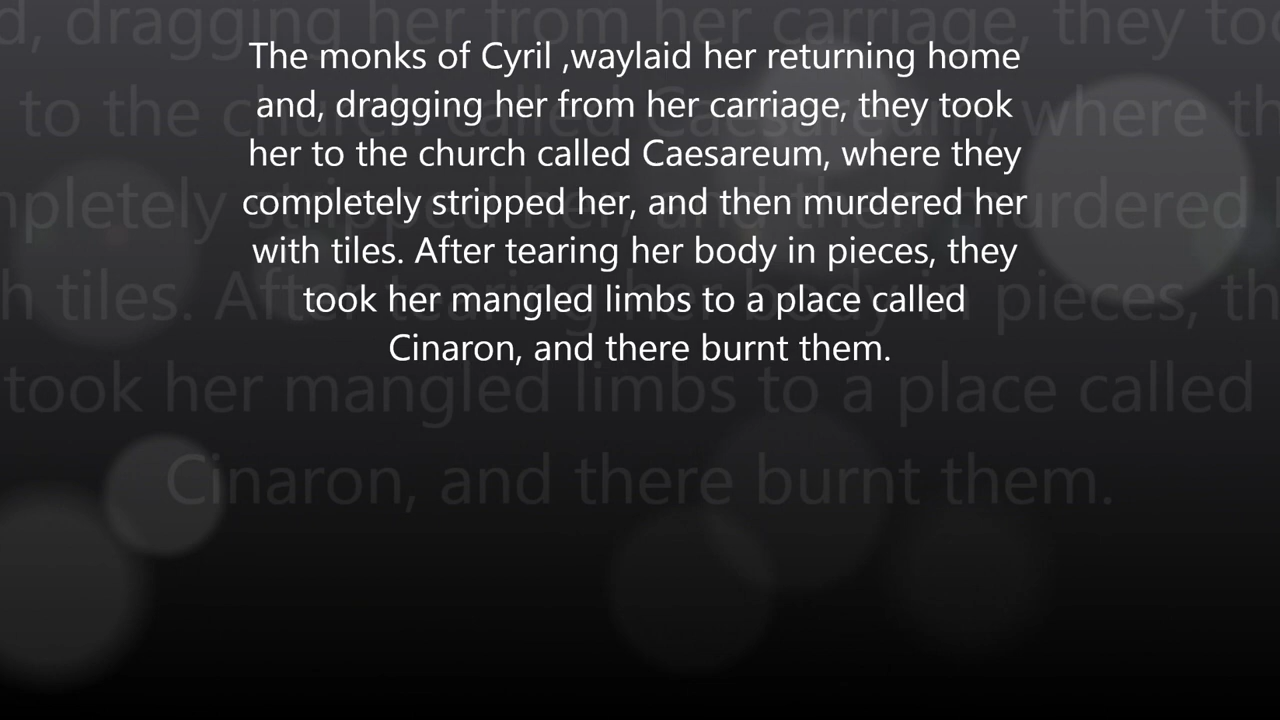 The monks of Cyril ,waylaid her returning home
and, dragging her from her carriage, they took
her to the church called Caesareum, where they
completely stripped her, and then murdered her
with tiles. After tearing her body in pieces, they
took her mangled limbs to a place called
Cinaron, and there burnt them.